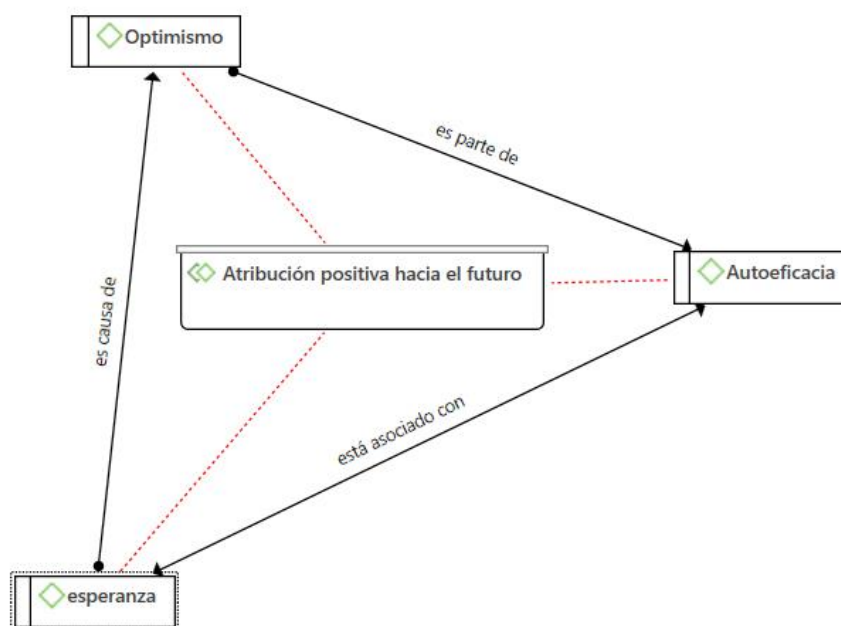 Optimismo
es parte de
Atribución positiva hacia el futuro
Autoeficacia
es causa de
está asociado con
esperanza